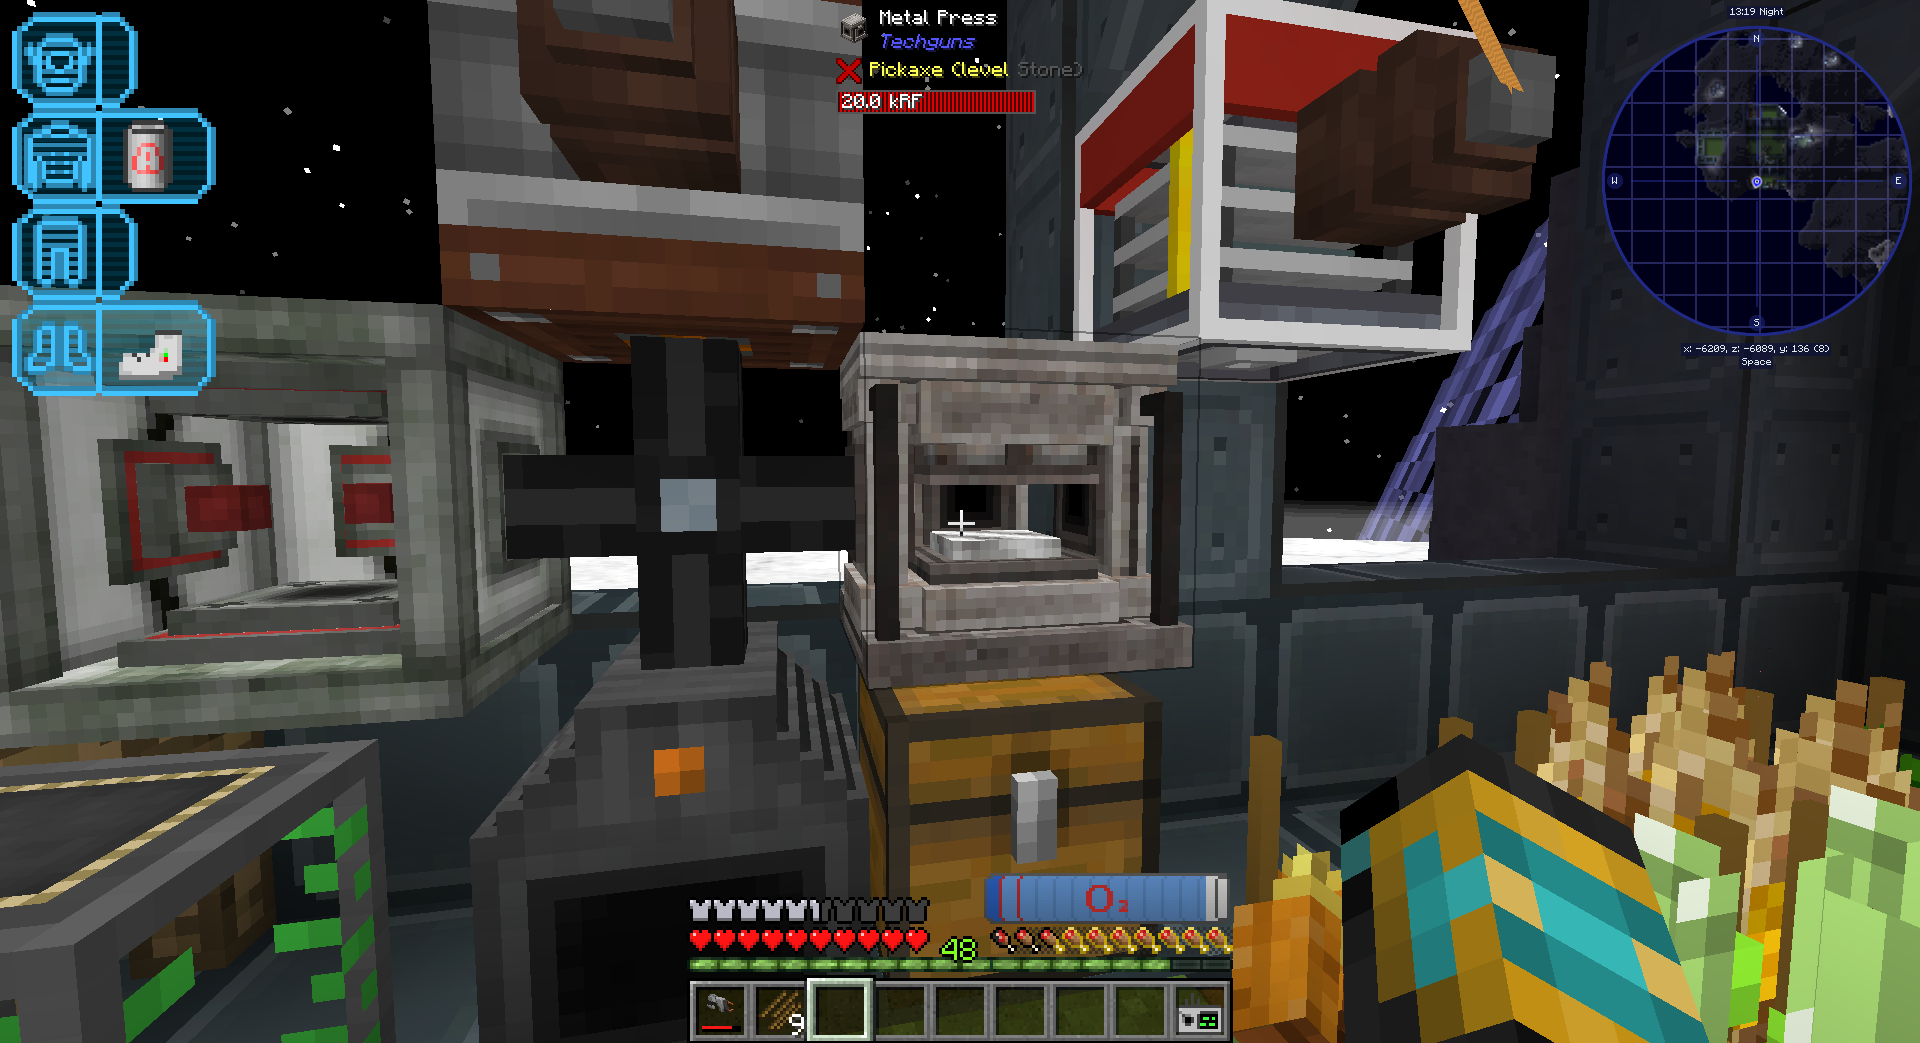 Metal Press
Techguns
Pickaxe (level Stone)
20.0 kRF
13:19 Night
N
W
E
S
x: -6209, z: -6089, y: 136 (8)
Space
O₂
48
9